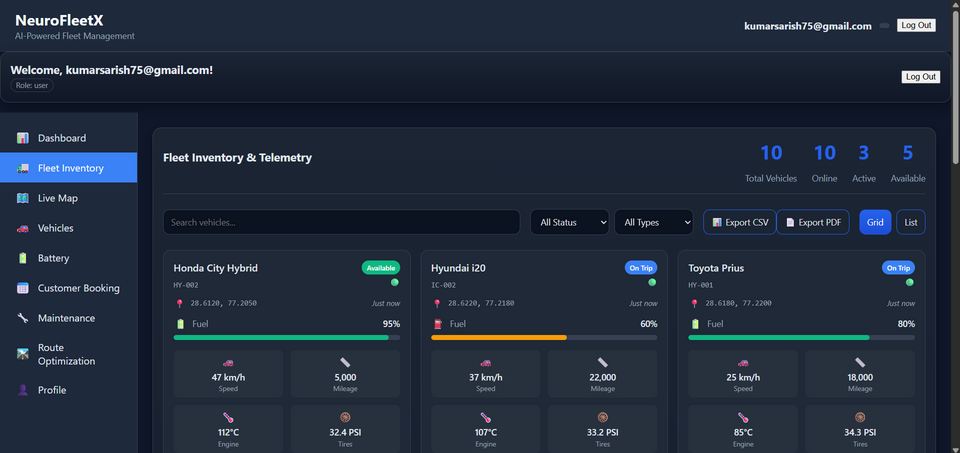 NeuroFleetX
AI-Powered Fleet Management
kumarsarish75@gmail.com
Log Out
Welcome, kumarsarish75@gmail.com!
Role: user
Log Out
Dashboard
Fleet Inventory
Live Map
Vehicles
Battery
Customer Booking
Maintenance
Route
Optimization
Profile
Fleet Inventory & Telemetry
10 10 3 5
Total Vehicles Online Active Available
Search vehicles...
All Status
All Types
Export CSV
Export PDF
Grid
List
Honda City Hybrid
Available
HY-002
28.6120, 77.2050
Just now
Fuel
95%
47 km/h
Speed
5,000
Mileage
112°C
Engine
32.4 PSI
Tires
Hyundai i20
On Trip
IC-002
28.6220, 77.2180
Just now
Fuel
60%
37 km/h
Speed
22,000
Mileage
107°C
Engine
33.2 PSI
Tires
Toyota Prius
On Trip
HY-001
28.6180, 77.2200
Just now
Fuel
80%
25 km/h
Speed
18,000
Mileage
85°C
Engine
34.3 PSI
Tires